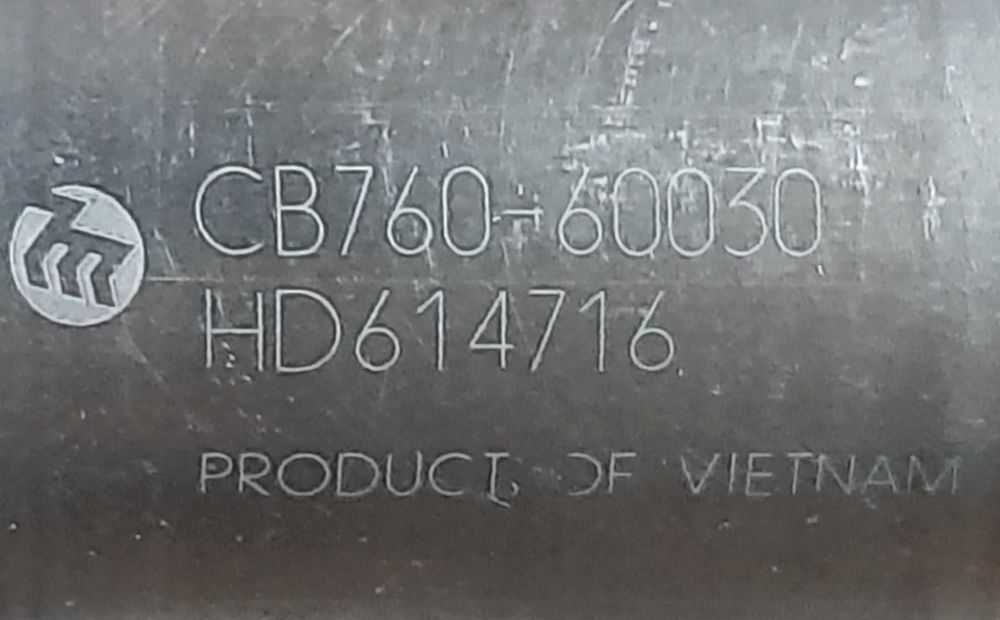 CB760-60030
HD614716
PRODUCT OF VIETNAM